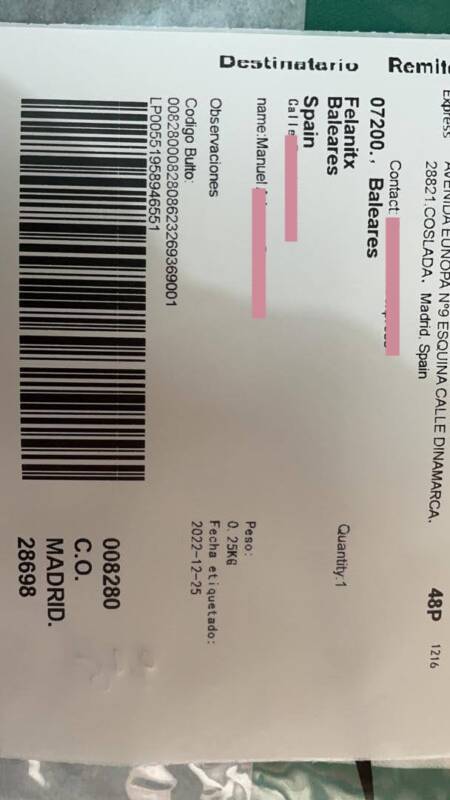 Destinatario
Remite
Express
AVENIDA EUROPA Nº9 ESQUINA CALLE DINAMARCA.
28821.COSLADA. Madrid, Spain
48P
1216
Contact:
07200., Baleares
Felanitx
Baleares
Spain
Calle
name:Manuel
Quantity:1
Observaciones
Peso:
0.25KG
Fecha etiquetado:
2022-12-25
Codigo Bulto:
0082800082808623269369001
LP00551958946551
008280
C.O.
MADRID.
28698